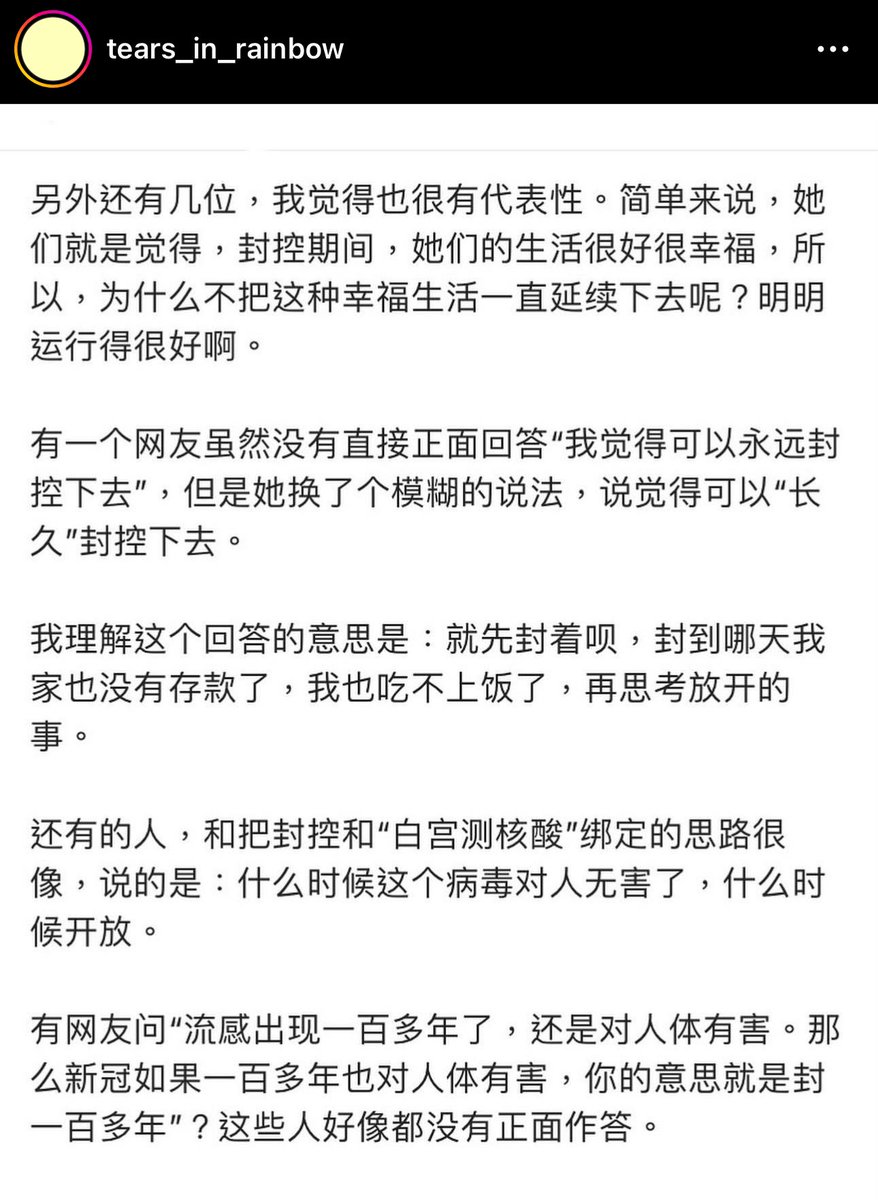 tears_in_rainbow
另外还有几位，我觉得也很有代表性。简单来说，她
们就是觉得，封控期间，她们的生活很好很幸福，所
以，为什么不把这种幸福生活一直延续下去呢？明明
运行得很好啊。
有一个网友虽然没有直接正面回答“我觉得可以永远封
控下去”，但是她换了个模糊的说法，说觉得可以“长
久”封控下去。
我理解这个回答的意思是：就先封着呗，封到哪天我
家也没有存款了，我也吃不上饭了，再思考放开的
事。
还有的人，和把封控和“白宫测核酸”绑定的思路很
像，说的是：什么时候这个病毒对人无害了，什么时
候开放。
有网友问“流感出现一百多年了，还是对人体有害。那
么新冠如果一百多年也对人体有害，你的意思就是封
一百多年”？这些人好像都没有正面作答。